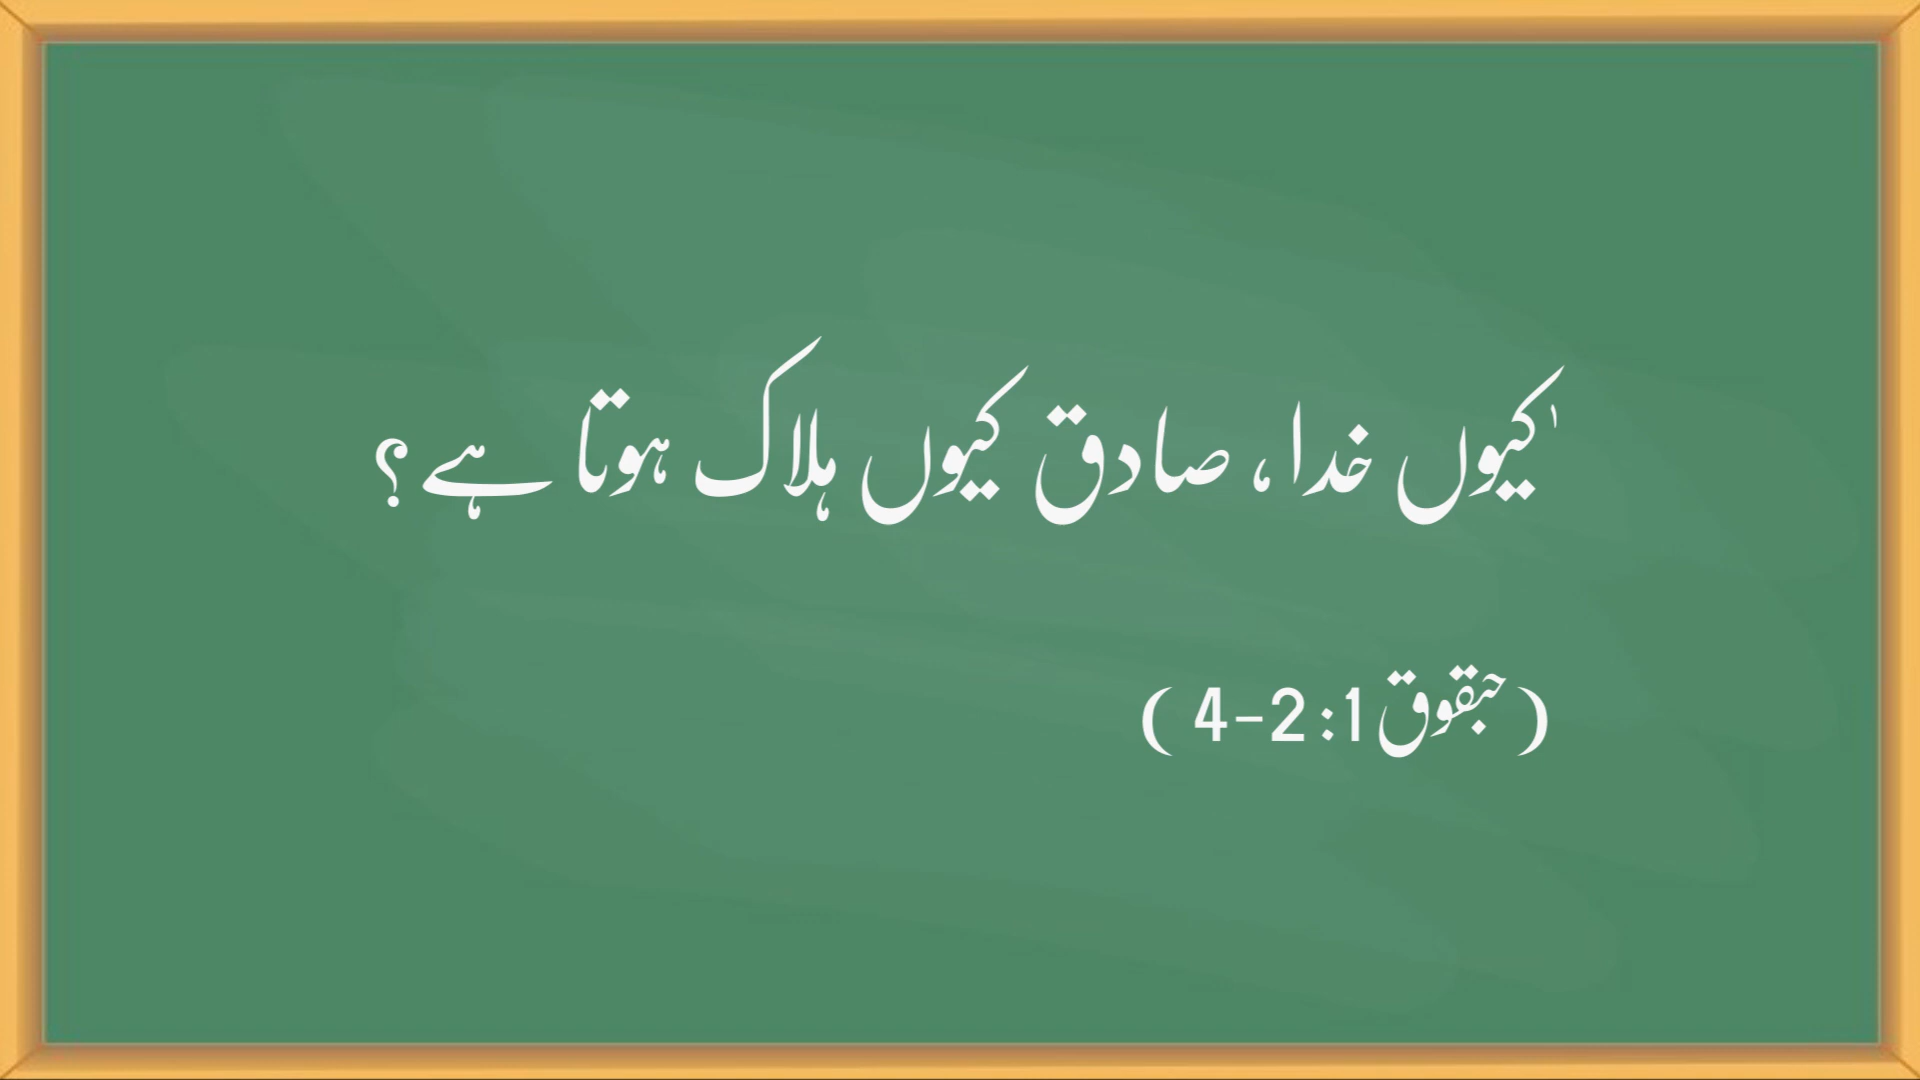 'کیوں خدا، صادق کیوں ہلاک ہوتا ہے؟
(حبقوق 1:2-4)